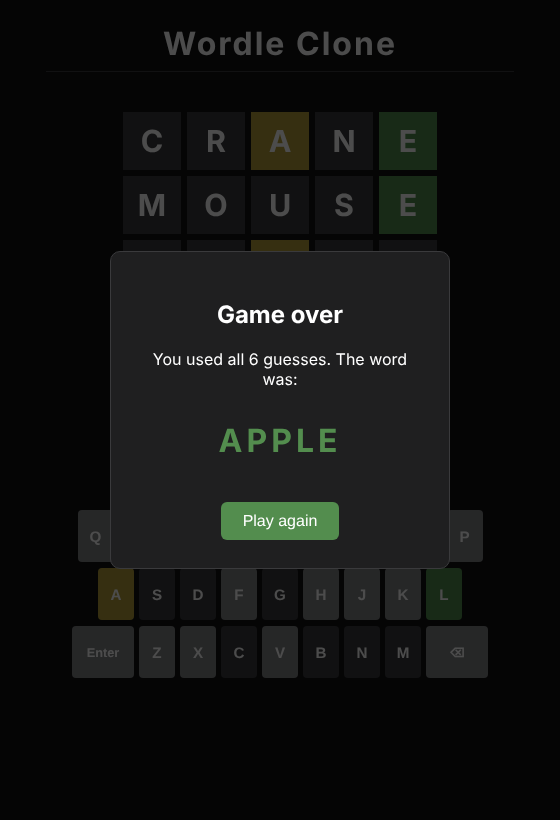 Wordle Clone
C R A N E
M O U S E
Game over
You used all 6 guesses. The word
was:
APPLE
Play again
Q P
A S D F G H J K L
Enter Z X C V B N M ⌫